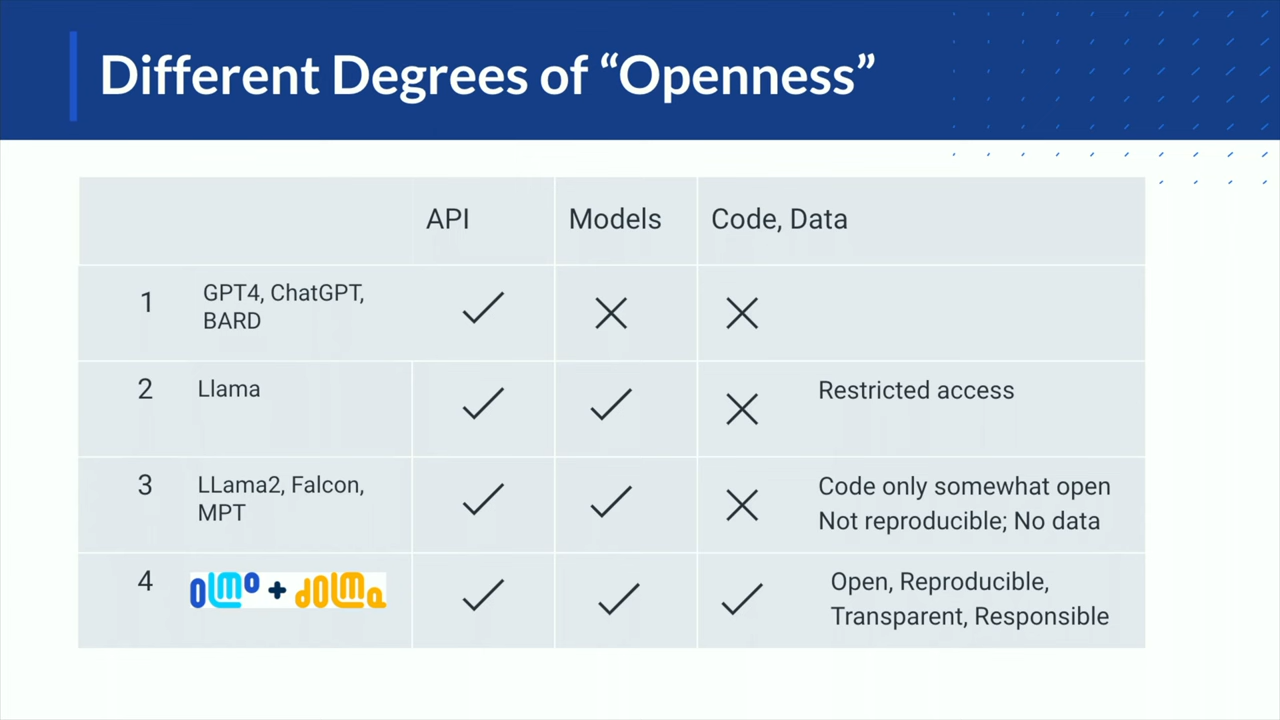 Different Degrees of “Openness”
API Models Code, Data
1 GPT4, ChatGPT,
BARD
2 Llama Restricted access
3 LLama2, Falcon,
MPT
Code only somewhat open
Not reproducible; No data
4 OLMo + dOLMa
Open, Reproducible,
Transparent, Responsible